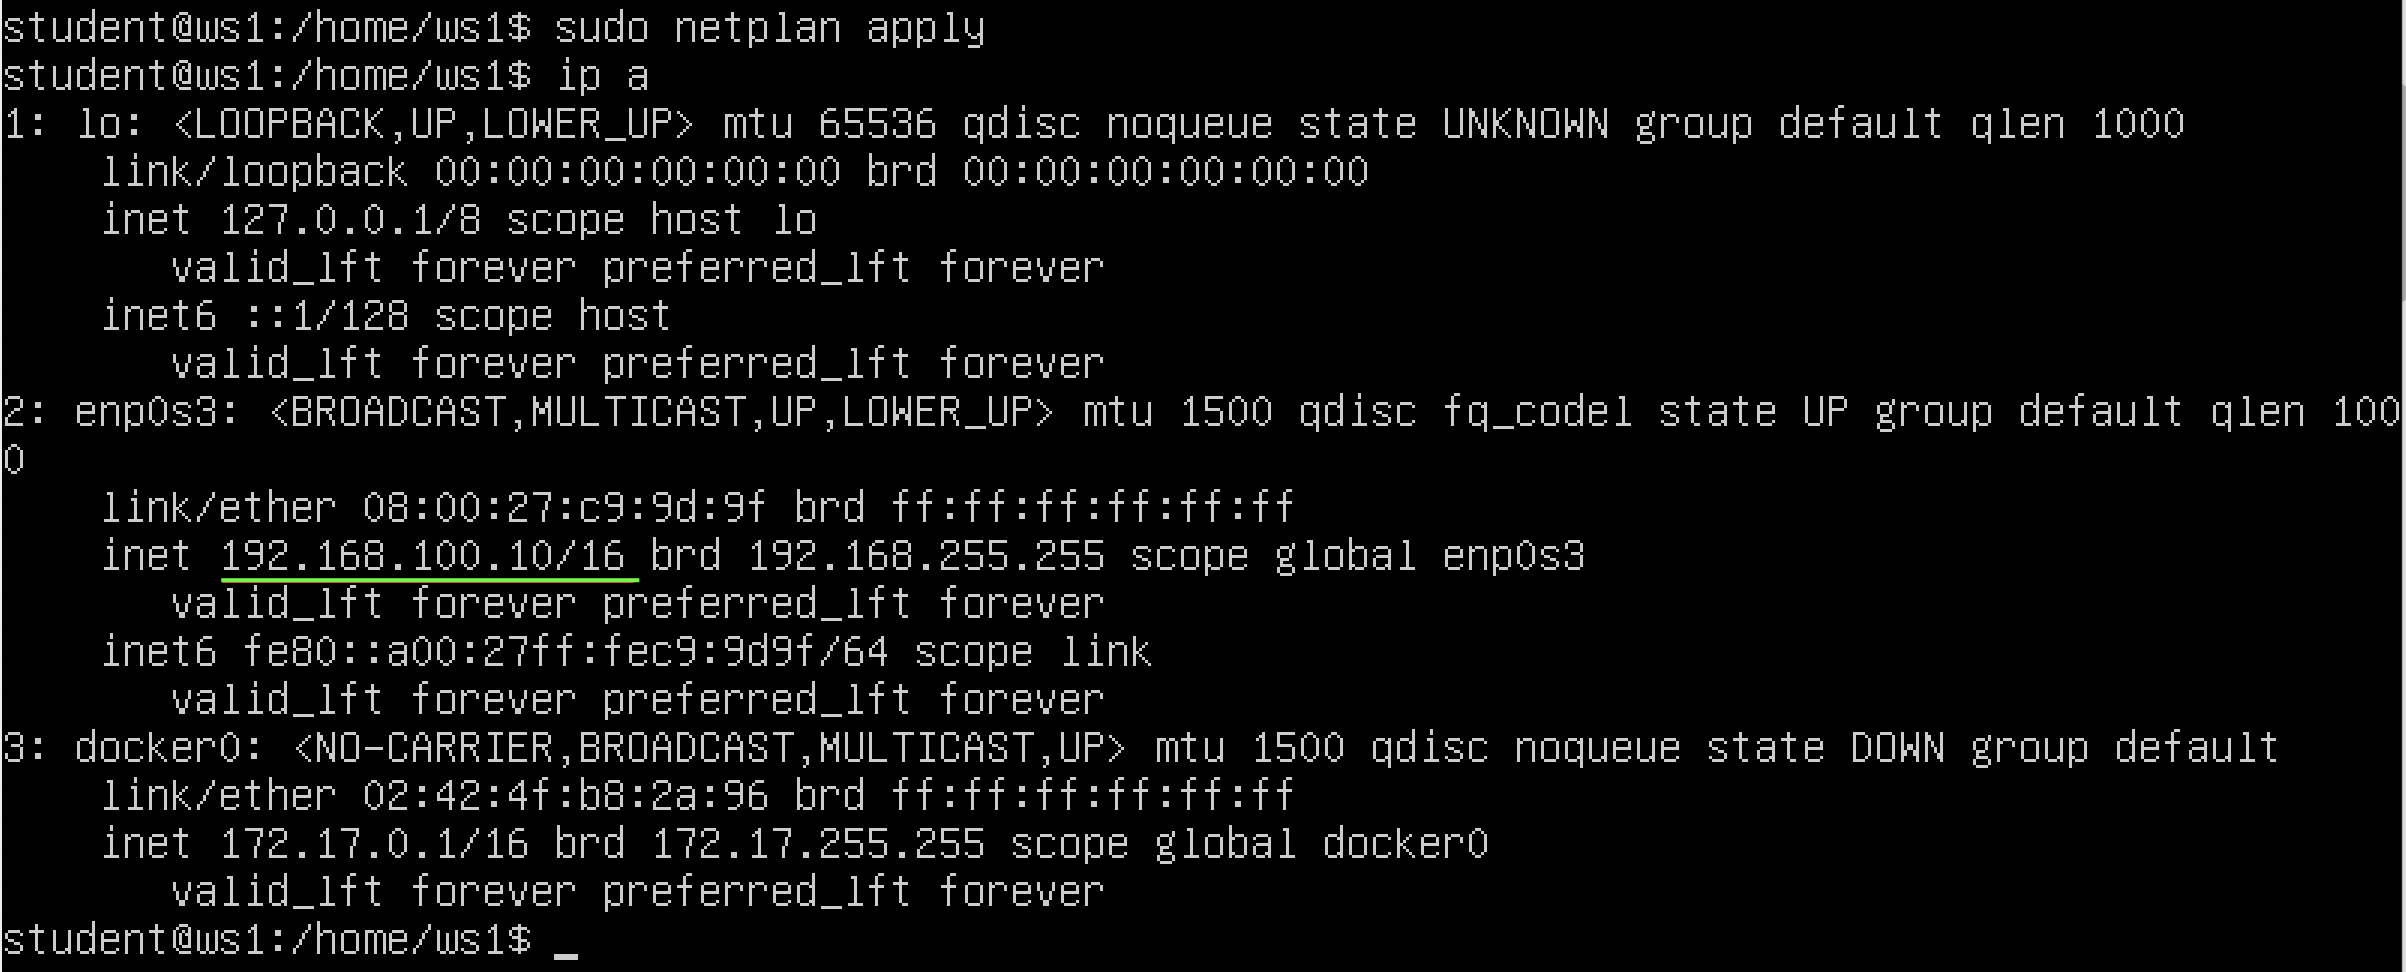 student@ws1:/home/ws1$ sudo netplan apply
student@ws1:/home/ws1$ ip a
1: lo: <LOOPBACK,UP,LOWER_UP> mtu 65536 qdisc noqueue state UNKNOWN group default qlen 1000
    link/loopback 00:00:00:00:00:00 brd 00:00:00:00:00:00
    inet 127.0.0.1/8 scope host lo
       valid_lft forever preferred_lft forever
    inet6 ::1/128 scope host
       valid_lft forever preferred_lft forever
2: enp0s3: <BROADCAST,MULTICAST,UP,LOWER_UP> mtu 1500 qdisc fq_codel state UP group default qlen 100
0
    link/ether 08:00:27:c9:9d:9f brd ff:ff:ff:ff:ff:ff
    inet 192.168.100.10/16 brd 192.168.255.255 scope global enp0s3
       valid_lft forever preferred_lft forever
    inet6 fe80::a00:27ff:fec9:9d9f/64 scope link
       valid_lft forever preferred_lft forever
3: docker0: <NO-CARRIER,BROADCAST,MULTICAST,UP> mtu 1500 qdisc noqueue state DOWN group default
    link/ether 02:42:4f:b8:2a:96 brd ff:ff:ff:ff:ff:ff
    inet 172.17.0.1/16 brd 172.17.255.255 scope global docker0
       valid_lft forever preferred_lft forever
student@ws1:/home/ws1$ _